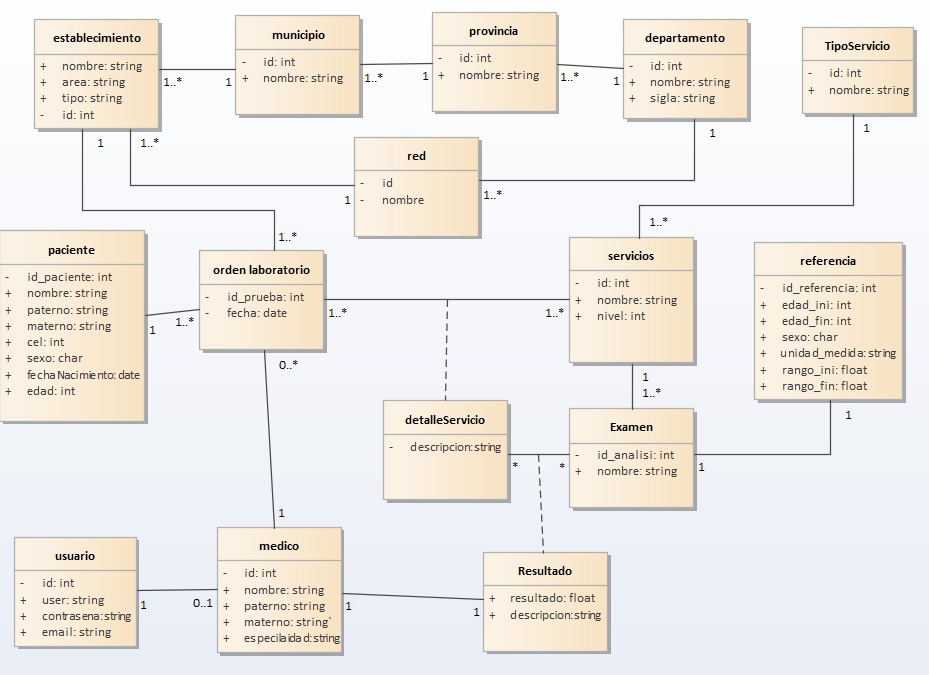 establecimiento
+ nombre: string
+ area: string
+ tipo: string
- id: int
municipio
- id: int
+ nombre: string
provincia
- id: int
+ nombre: string
departamento
- id: int
+ nombre: string
+ sigla: string
TipoServicio
- id: int
+ nombre: string
1..*
1
1..*
1
1..*
1
1
1..*
1
1
red
- id
- nombre
1
1..*
1..*
1..*
paciente
- id_paciente: int
+ nombre: string
+ paterno: string
+ materno: string
+ cel: int
+ sexo: char
+ fechaNacimiento: date
+ edad: int
1
1..*
orden laboratorio
- id_prueba: int
- fecha: date
1..*
1..*
0..*
servicios
- id: int
+ nombre: string
+ nivel: int
1
1..*
referencia
- id_referencia: int
+ edad_ini: int
+ edad_fin: int
+ sexo: char
+ unidad_medida: string
+ rango_ini: float
+ rango_fin: float
1
detalleServicio
- descripcion:string
*
*
Examen
- id_analisi: int
+ nombre: string
1
1
usuario
- id: int
+ user: string
+ contrasena:string
+ email: string
1
0..1
medico
- id: int
+ nombre: string
+ paterno: string
+ materno: string`
+ especilaidad:string
1
1
Resultado
+ resultado: float
+ descripcion:string